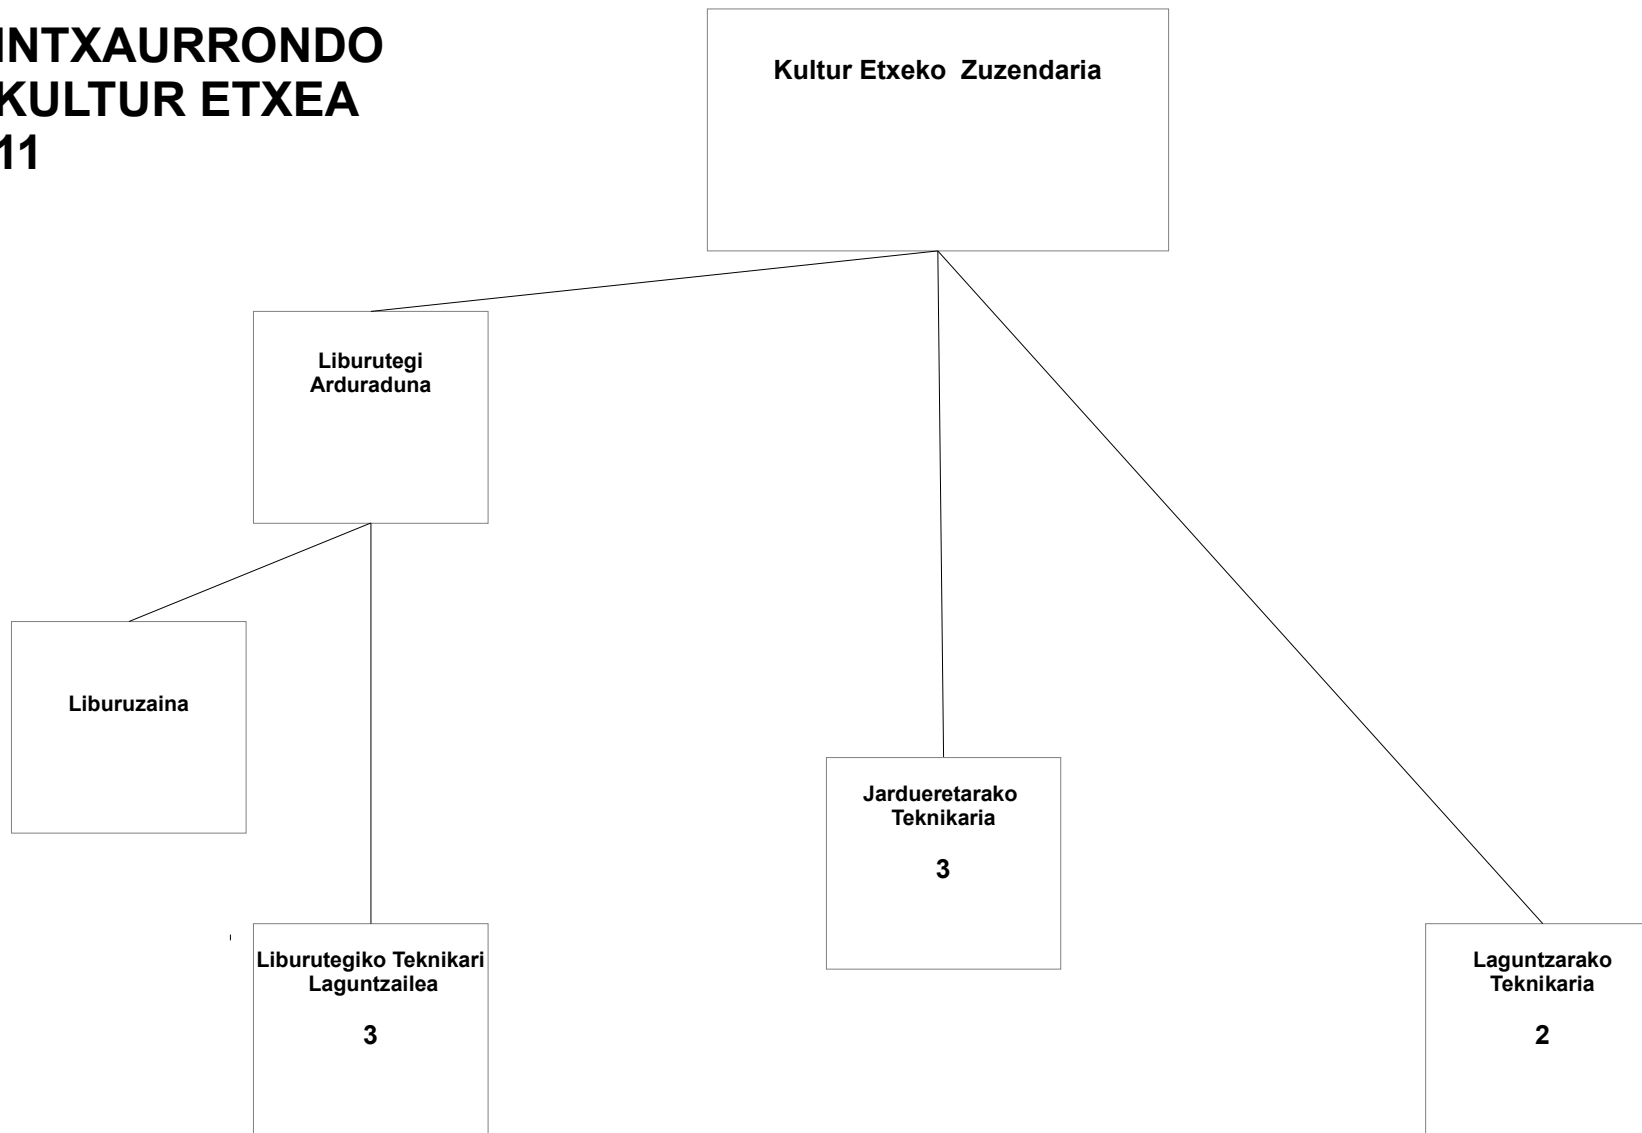 INTXAURRONDO
KULTUR ETXEA
11
Kultur Etxeko Zuzendaria
Liburutegi
Arduraduna
Liburuzaina
Jardueretarako
Teknikaria
3
Liburutegiko Teknikari
Laguntzailea
3
Laguntzarako
Teknikaria
2